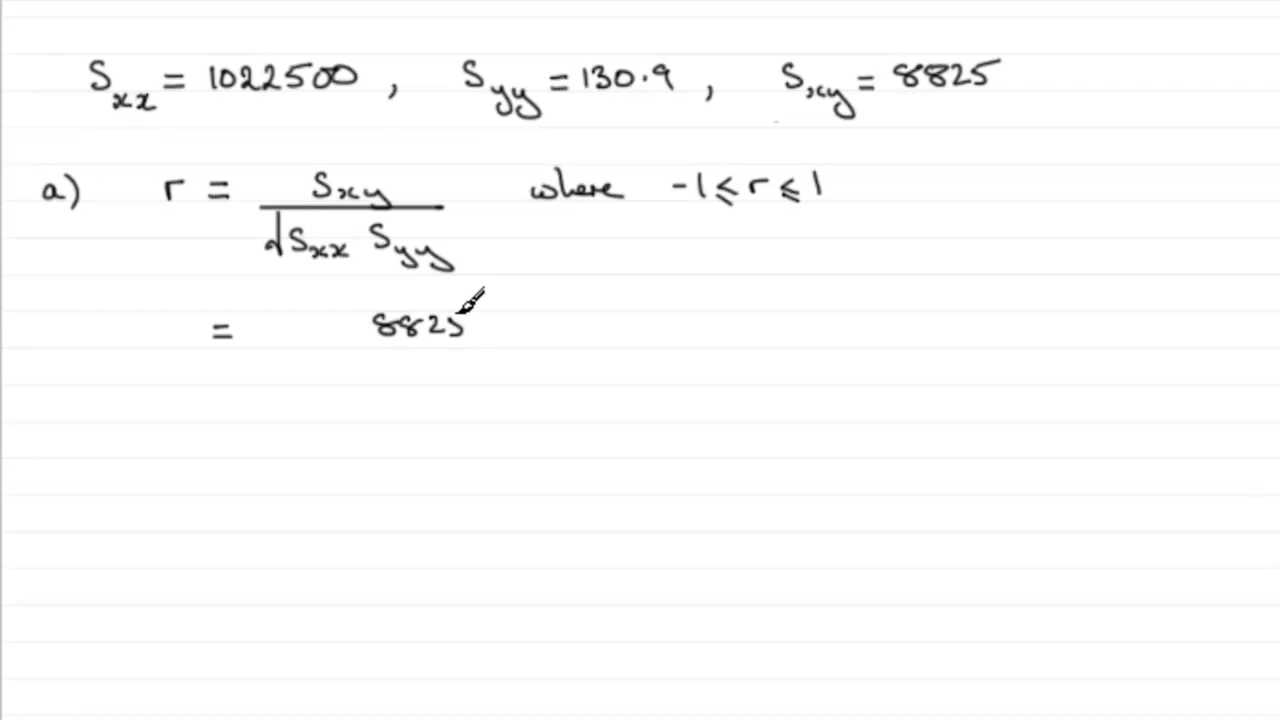 Sxx = 1022500 , Syy = 130.9 , Sxy = 8825
a) r = Sxy / √Sxx Syy where -1 ≤ r ≤ 1
= 8825